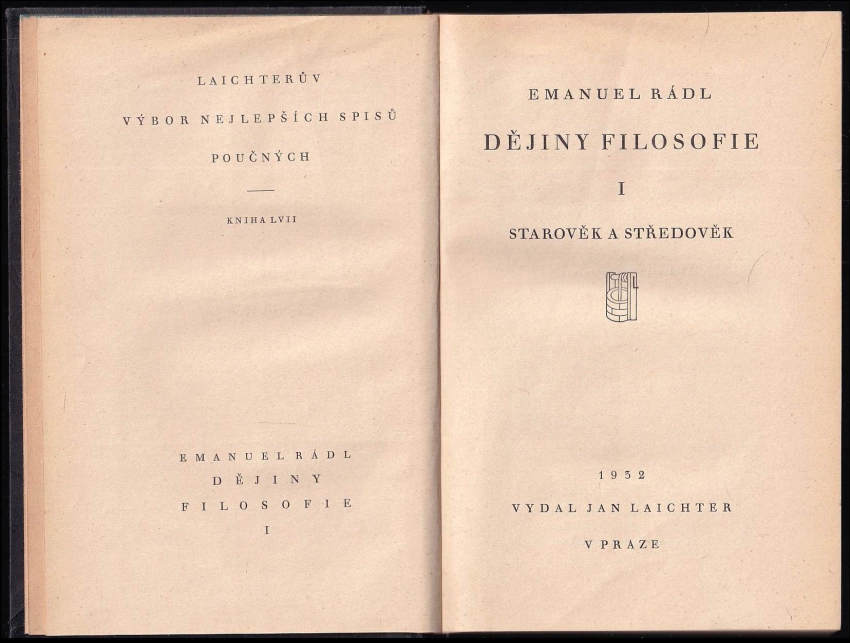 LAICHTERŮV
VÝBOR NEJLEPŠÍCH SPISŮ
POUČNÝCH
KNIHA LVII
EMANUEL RÁDL
DĚJINY
FILOSOFIE
I
EMANUEL RÁDL
DĚJINY FILOSOFIE
I
STAROVĚK A STŘEDOVĚK
1932
VYDAL JAN LAICHTER
V PRAZE